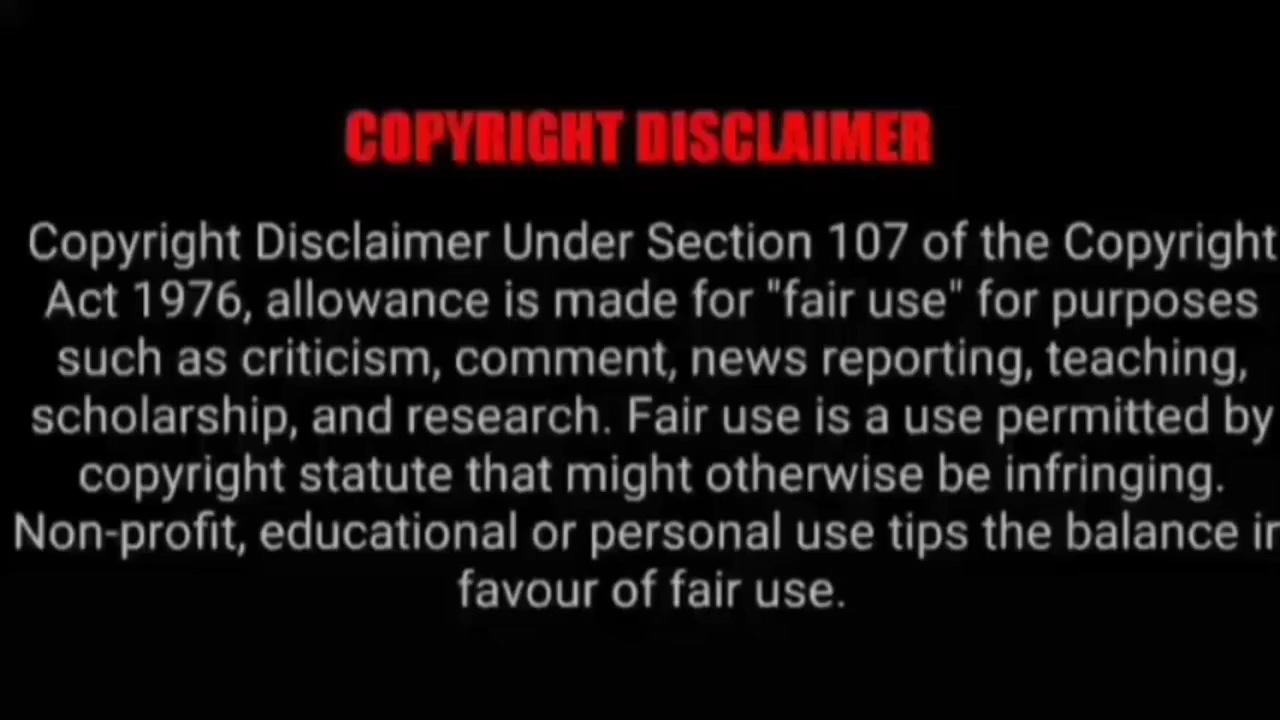 COPYRIGHT DISCLAIMER
Copyright Disclaimer Under Section 107 of the Copyright
Act 1976, allowance is made for "fair use" for purposes
such as criticism, comment, news reporting, teaching,
scholarship, and research. Fair use is a use permitted by
copyright statute that might otherwise be infringing.
Non-profit, educational or personal use tips the balance in
favour of fair use.